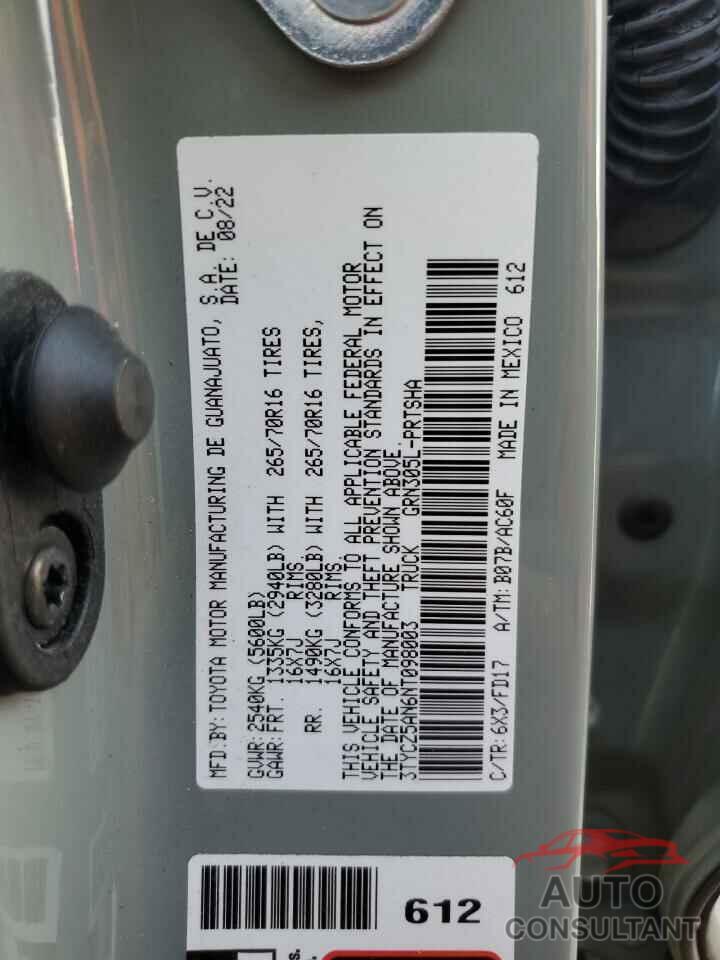 MFD.BY:TOYOTA MOTOR MANUFACTURING DE GUANAJUATO, S.A. DE C.V.
DATE: 08/22
GVWR:2540KG (5600LB)
GAWR:FRT. 1335KG (2940LB) WITH 265/70R16 TIRES
16X7J RIMS.
RR. 1490KG (3280LB) WITH 265/70R16 TIRES,
16X7J RIMS.
THIS VEHICLE CONFORMS TO ALL APPLICABLE FEDERAL MOTOR
VEHICLE SAFETY AND THEFT PREVENTION STANDARDS IN EFFECT ON
THE DATE OF MANUFACTURE SHOWN ABOVE.
3TYCZ5AN6NT098003 TRUCK GRN305L-PRTSHA
C/TR:6X3/FD17 A/TM:B07B/AC60F MADE IN MEXICO 612
612
s.
AUTO
CONSULTANT